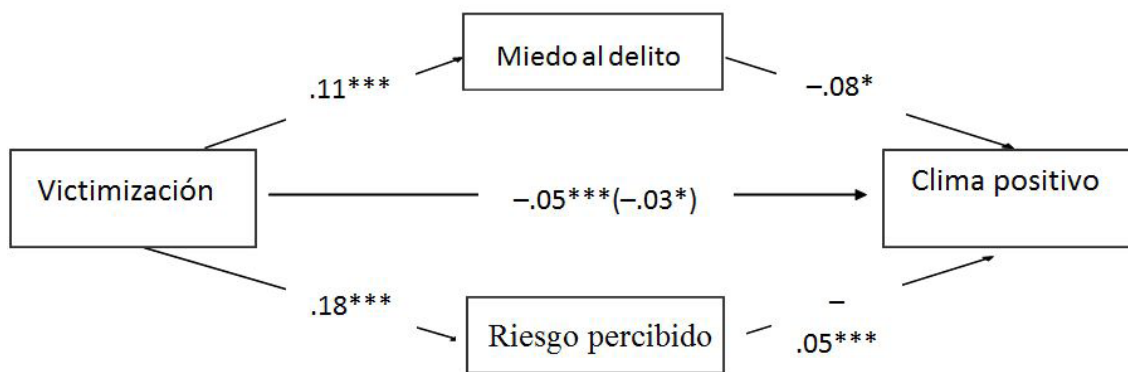 Miedo al delito
.11***
–.08*
Victimización
–.05***(–.03*)
Clima positivo
.18***
Riesgo percibido
–
.05***